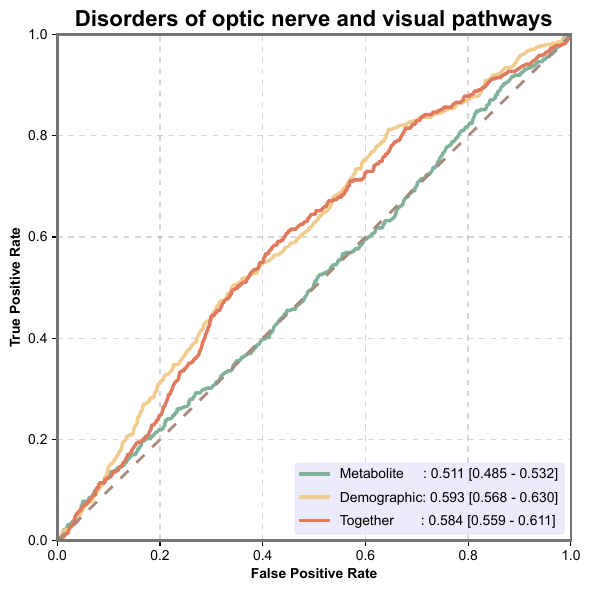 Disorders of optic nerve and visual pathways
True Positive Rate
1.0
0.8
0.6
0.4
0.2
0.0
0.0 0.2 0.4 0.6 0.8 1.0
False Positive Rate
Metabolite : 0.511 [0.485 - 0.532]
Demographic: 0.593 [0.568 - 0.630]
Together : 0.584 [0.559 - 0.611]